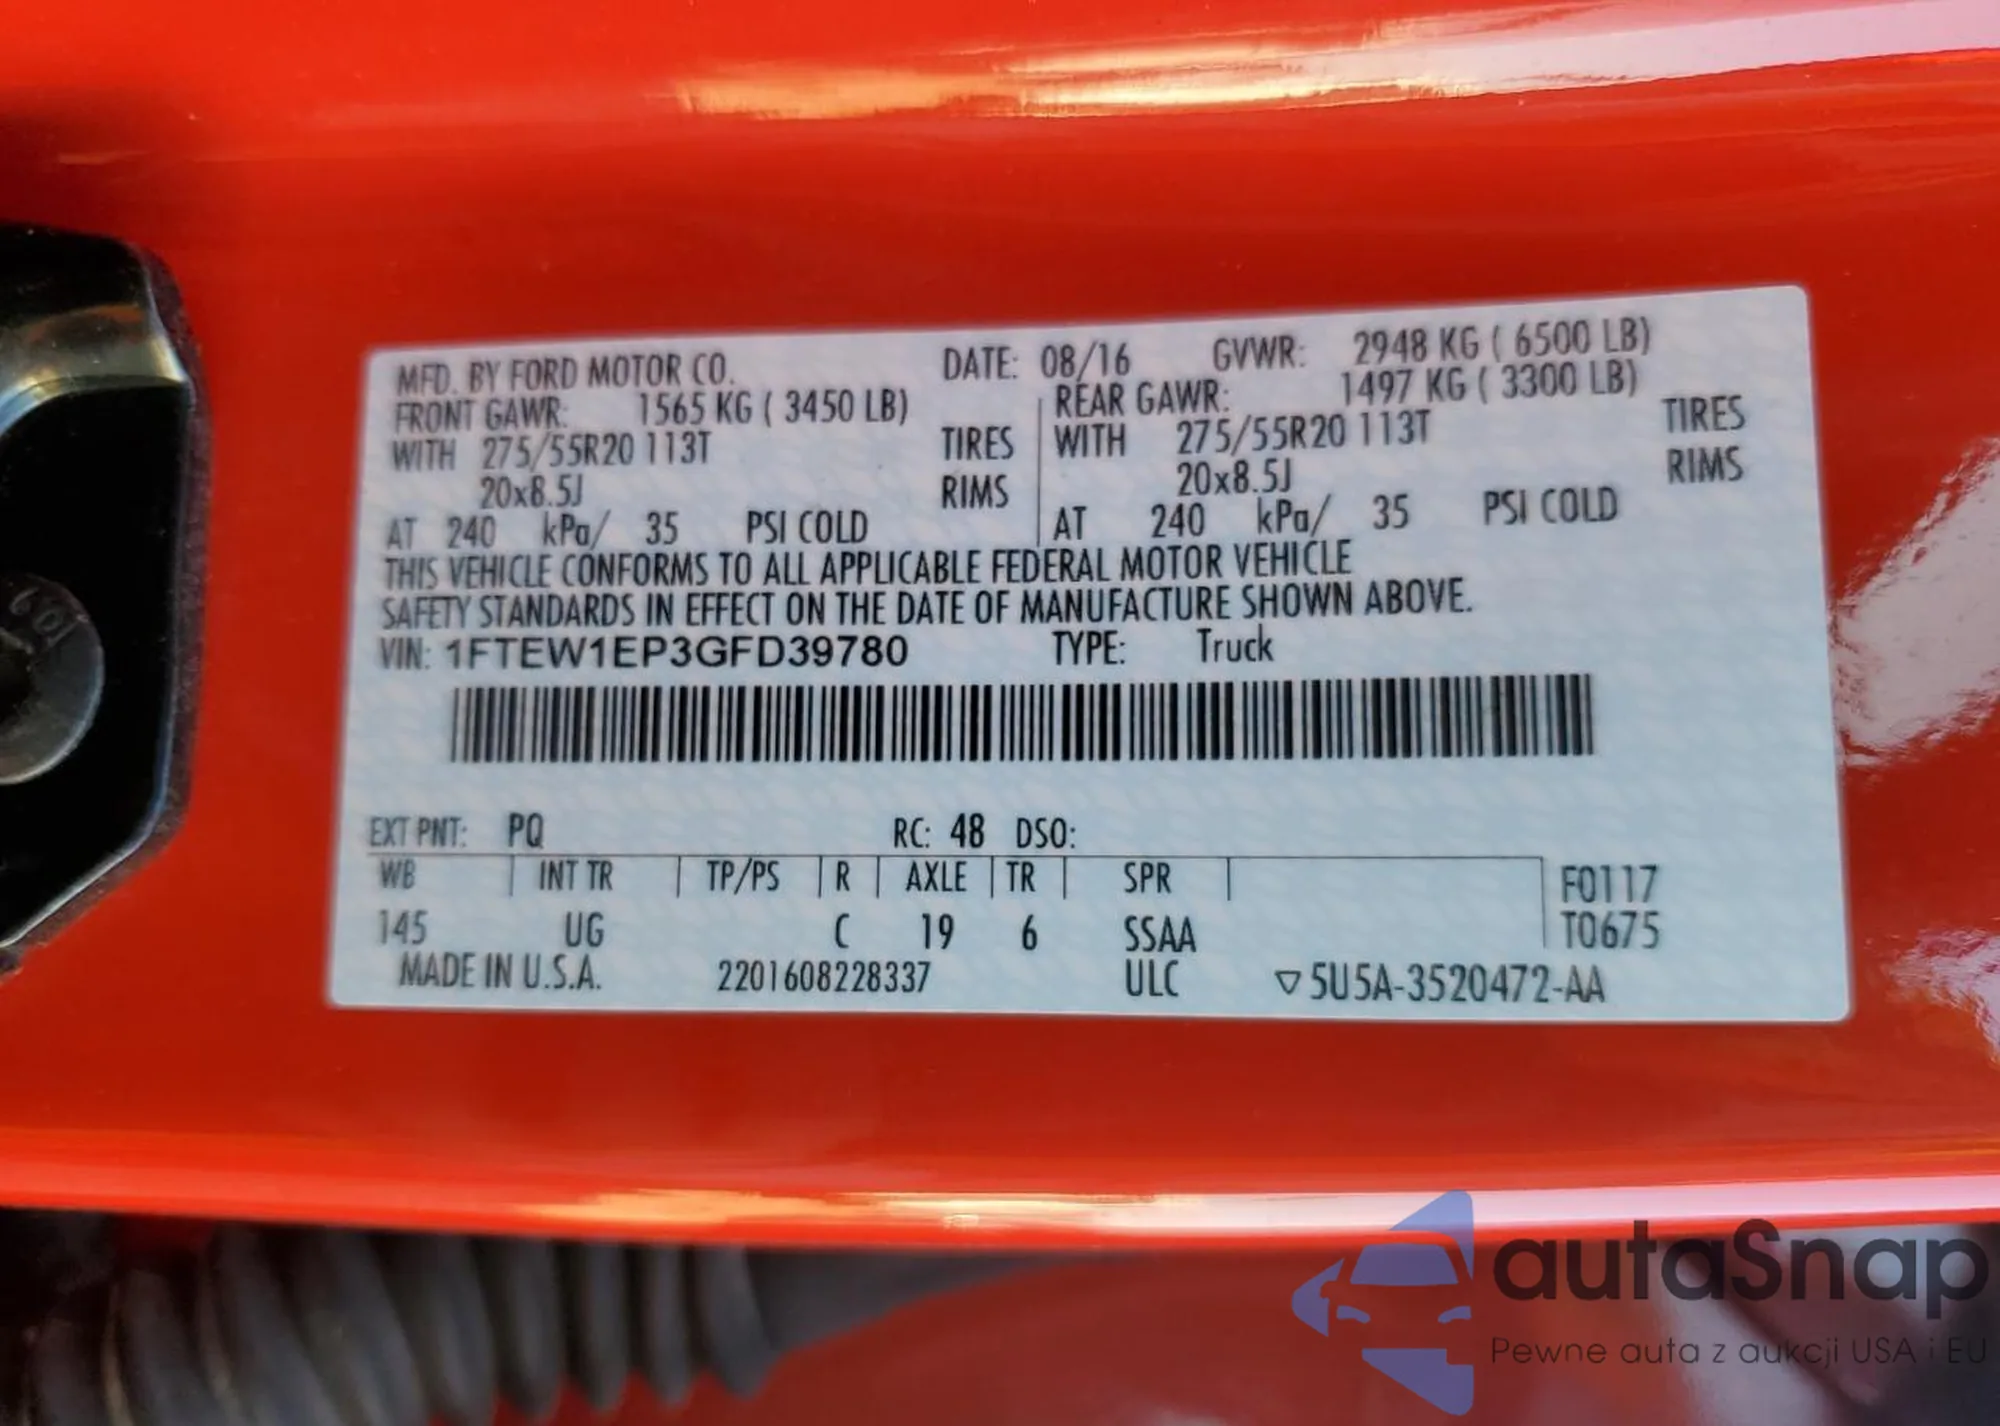 MFD. BY FORD MOTOR CO. DATE: 08/16 GVWR: 2948 KG ( 6500 LB)
FRONT GAWR: 1565 KG ( 3450 LB) REAR GAWR: 1497 KG ( 3300 LB)
WITH 275/55R20 113T TIRES WITH 275/55R20 113T TIRES
20x8.5J RIMS 20x8.5J RIMS
AT 240 kPa/ 35 PSI COLD AT 240 kPa/ 35 PSI COLD
THIS VEHICLE CONFORMS TO ALL APPLICABLE FEDERAL MOTOR VEHICLE
SAFETY STANDARDS IN EFFECT ON THE DATE OF MANUFACTURE SHOWN ABOVE.
VIN: 1FTEW1EP3GFD39780 TYPE: Truck
EXT PNT: PQ RC: 48 DSO:
WB INT TR TP/PS R AXLE TR SPR F0117
145 UG C 19 6 SSAA T0675
MADE IN U.S.A. 2201608228337 ULC ▽5U5A-3520472-AA
autaSnap
Pewne auta z aukcji USA i EU